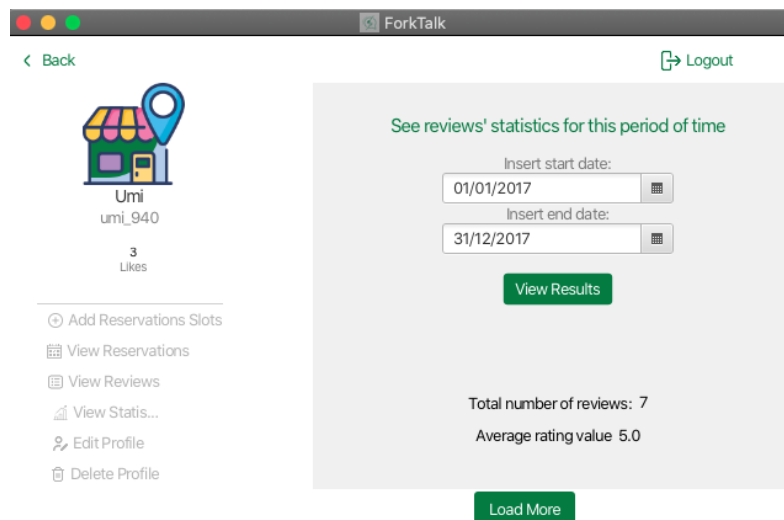 ForkTalk
Back
Logout
Umi
umi_940
3
Likes
Add Reservations Slots
View Reservations
View Reviews
View Statis...
Edit Profile
Delete Profile
See reviews' statistics for this period of time
Insert start date:
01/01/2017
Insert end date:
31/12/2017
View Results
Total number of reviews: 7
Average rating value 5.0
Load More